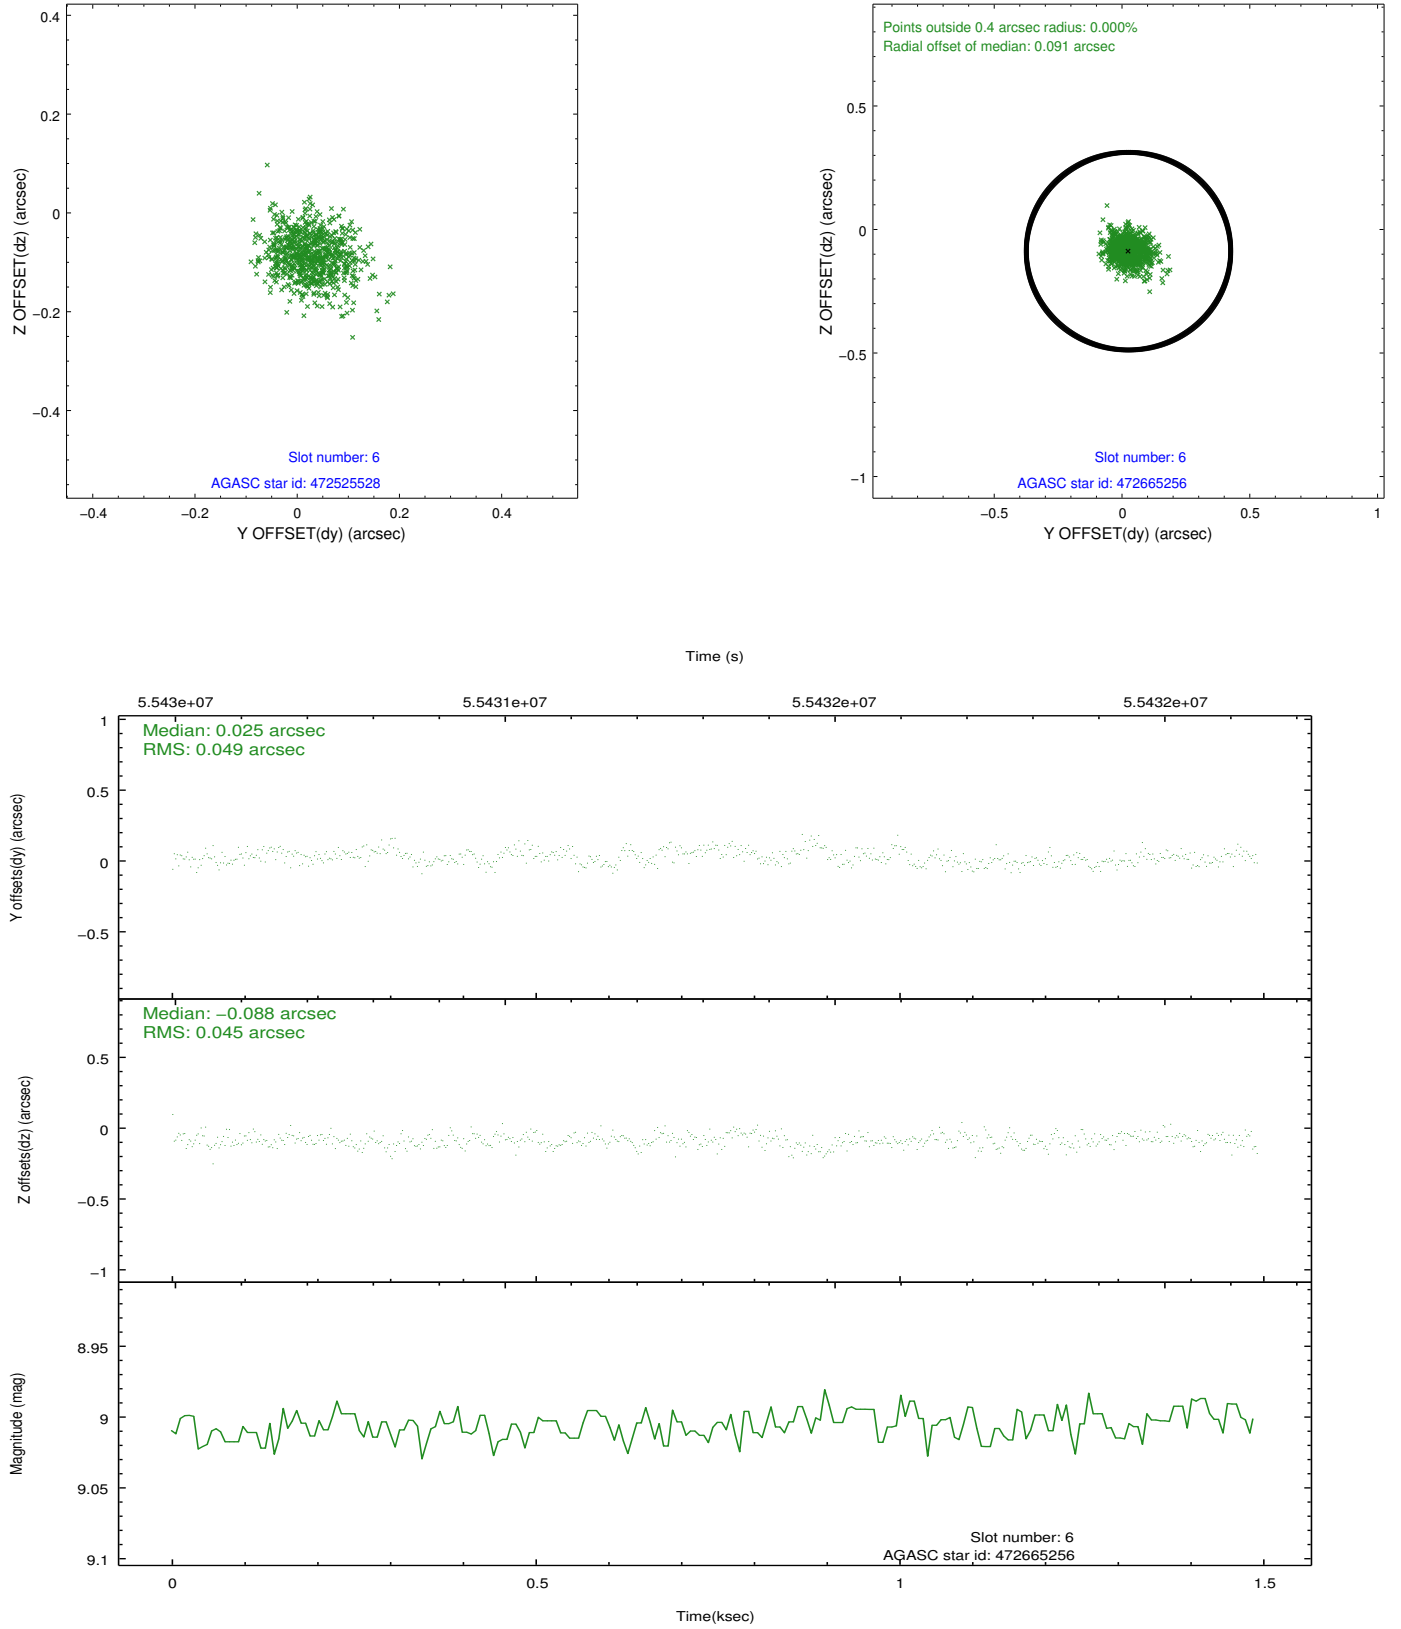 0.4
0.2
0
−0.2
−0.4
Z OFFSET(dz) (arcsec)
Slot number: 6
AGASC star id: 472525528
−0.4
−0.2
0
0.2
0.4
Y OFFSET(dy) (arcsec)
Points outside 0.4 arcsec radius: 0.000%
Radial offset of median: 0.091 arcsec
0.5
0
−0.5
−1
Z OFFSET(dz) (arcsec)
Slot number: 6
AGASC star id: 472665256
−0.5
0
0.5
1
Y OFFSET(dy) (arcsec)
Time (s)
5.543e+07
5.5431e+07
5.5432e+07
5.5432e+07
Median: 0.025 arcsec
RMS: 0.049 arcsec
1
0.5
0
−0.5
Y offsets(dy) (arcsec)
Median: −0.088 arcsec
RMS: 0.045 arcsec
0.5
0
−0.5
−1
Z offsets(dz) (arcsec)
8.95
9
9.05
9.1
Magnitude (mag)
Slot number: 6
AGASC star id: 472665256
0
0.5
1
1.5
Time(ksec)